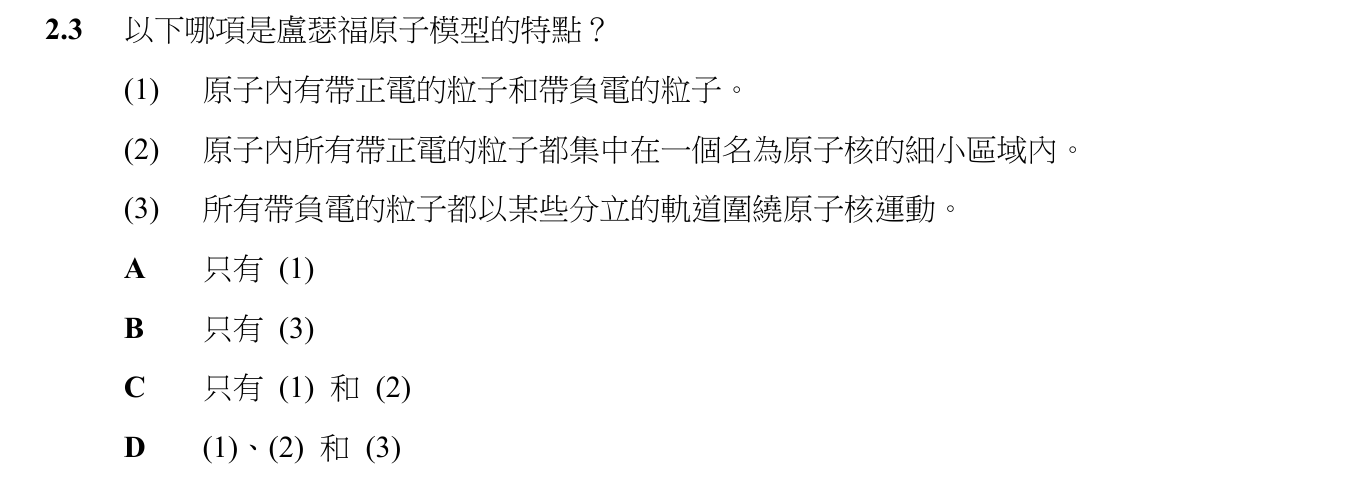 2.3 以下哪項是盧瑟福原子模型的特點？
(1) 原子內有帶正電的粒子和帶負電的粒子。
(2) 原子內所有帶正電的粒子都集中在一個名為原子核的細小區域內。
(3) 所有帶負電的粒子都以某些分立的軌道圍繞原子核運動。
A 只有 (1)
B 只有 (3)
C 只有 (1) 和 (2)
D (1)、(2) 和 (3)